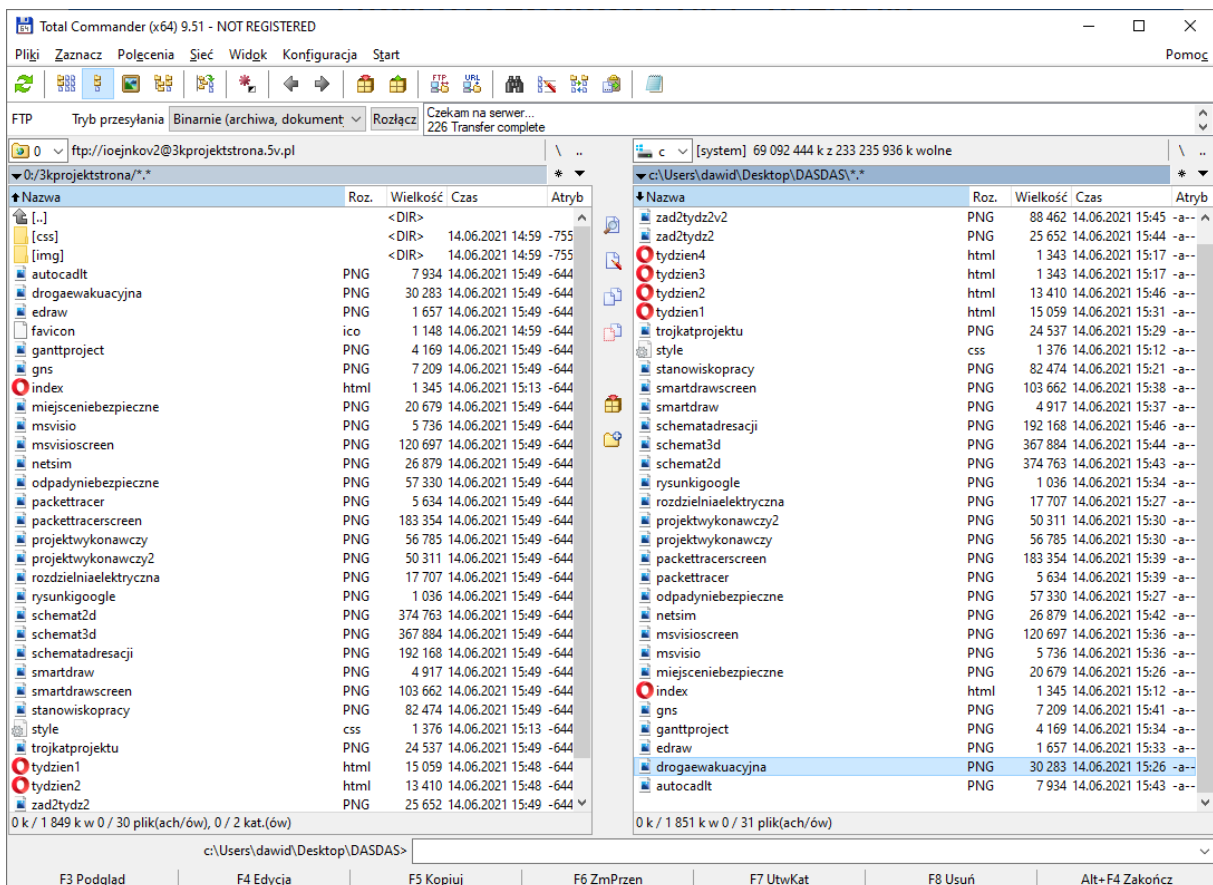 Total Commander (x64) 9.51 - NOT REGISTERED
Pliki Zaznacz Polecenia Sieć Widok Konfiguracja Start Pomoc
FTP Tryb przesyłania Binarnie (archiwa, dokument Rozłącz Czekam na serwer...
226 Transfer complete
0 ftp://ioejnkov2@3kprojektstrona.5v.pl \ ..
0:/3kprojektstrona/*.* *
Nazwa Roz. Wielkość Czas Atryb
[..] <DIR>
[css] <DIR> 14.06.2021 14:59 -755
[img] <DIR> 14.06.2021 14:59 -755
autocadlt PNG 7 934 14.06.2021 15:49 -644
drogaewakuacyjna PNG 30 283 14.06.2021 15:49 -644
edraw PNG 1 657 14.06.2021 15:49 -644
favicon ico 1 148 14.06.2021 14:59 -644
ganttproject PNG 4 169 14.06.2021 15:49 -644
gns PNG 7 209 14.06.2021 15:49 -644
index html 1 345 14.06.2021 15:13 -644
miejsceniebezpieczne PNG 20 679 14.06.2021 15:49 -644
msvisio PNG 5 736 14.06.2021 15:49 -644
msvisioscreen PNG 120 697 14.06.2021 15:49 -644
netsim PNG 26 879 14.06.2021 15:49 -644
odpadyniebezpieczne PNG 57 330 14.06.2021 15:49 -644
packettracer PNG 5 634 14.06.2021 15:49 -644
packettracerscreen PNG 183 354 14.06.2021 15:49 -644
projektwykonawczy PNG 56 785 14.06.2021 15:49 -644
projektwykonawczy2 PNG 50 311 14.06.2021 15:49 -644
rozdzielniaelektryczna PNG 17 707 14.06.2021 15:49 -644
rysunkigoogle PNG 1 036 14.06.2021 15:49 -644
schemat2d PNG 374 763 14.06.2021 15:49 -644
schemat3d PNG 367 884 14.06.2021 15:49 -644
schematadresacji PNG 192 168 14.06.2021 15:49 -644
smartdraw PNG 4 917 14.06.2021 15:49 -644
smartdrawscreen PNG 103 662 14.06.2021 15:49 -644
stanowiskopracy PNG 82 474 14.06.2021 15:49 -644
style css 1 376 14.06.2021 15:13 -644
trojkatprojektu PNG 24 537 14.06.2021 15:49 -644
tydzien1 html 15 059 14.06.2021 15:48 -644
tydzien2 html 13 410 14.06.2021 15:48 -644
zad2tydz2 PNG 25 652 14.06.2021 15:49 -644
0 k / 1 849 k w 0 / 30 plik(ach/ów), 0 / 2 kat.(ów)
c [system] 69 092 444 k z 233 235 936 k wolne \ ..
c:\Users\dawid\Desktop\DASDAS\*.* *
Nazwa Roz. Wielkość Czas Atryb
zad2tydz2v2 PNG 88 462 14.06.2021 15:45 -a--
zad2tydz2 PNG 25 652 14.06.2021 15:44 -a--
tydzien4 html 1 343 14.06.2021 15:17 -a--
tydzien3 html 1 343 14.06.2021 15:17 -a--
tydzien2 html 13 410 14.06.2021 15:46 -a--
tydzien1 html 15 059 14.06.2021 15:31 -a--
trojkatprojektu PNG 24 537 14.06.2021 15:29 -a--
style css 1 376 14.06.2021 15:12 -a--
stanowiskopracy PNG 82 474 14.06.2021 15:21 -a--
smartdrawscreen PNG 103 662 14.06.2021 15:38 -a--
smartdraw PNG 4 917 14.06.2021 15:37 -a--
schematadresacji PNG 192 168 14.06.2021 15:46 -a--
schemat3d PNG 367 884 14.06.2021 15:44 -a--
schemat2d PNG 374 763 14.06.2021 15:43 -a--
rysunkigoogle PNG 1 036 14.06.2021 15:34 -a--
rozdzielniaelektryczna PNG 17 707 14.06.2021 15:27 -a--
projektwykonawczy2 PNG 50 311 14.06.2021 15:30 -a--
projektwykonawczy PNG 56 785 14.06.2021 15:30 -a--
packettracerscreen PNG 183 354 14.06.2021 15:39 -a--
packettracer PNG 5 634 14.06.2021 15:39 -a--
odpadyniebezpieczne PNG 57 330 14.06.2021 15:27 -a--
netsim PNG 26 879 14.06.2021 15:42 -a--
msvisioscreen PNG 120 697 14.06.2021 15:36 -a--
msvisio PNG 5 736 14.06.2021 15:36 -a--
miejsceniebezpieczne PNG 20 679 14.06.2021 15:26 -a--
index html 1 345 14.06.2021 15:12 -a--
gns PNG 7 209 14.06.2021 15:41 -a--
ganttproject PNG 4 169 14.06.2021 15:34 -a--
edraw PNG 1 657 14.06.2021 15:33 -a--
drogaewakuacyjna PNG 30 283 14.06.2021 15:26 -a--
autocadlt PNG 7 934 14.06.2021 15:43 -a--
0 k / 1 851 k w 0 / 31 plik(ach/ów)
c:\Users\dawid\Desktop\DASDAS>
F3 Podgląd F4 Edycja F5 Kopiuj F6 ZmPrzen F7 UtwKat F8 Usuń Alt+F4 Zakończ